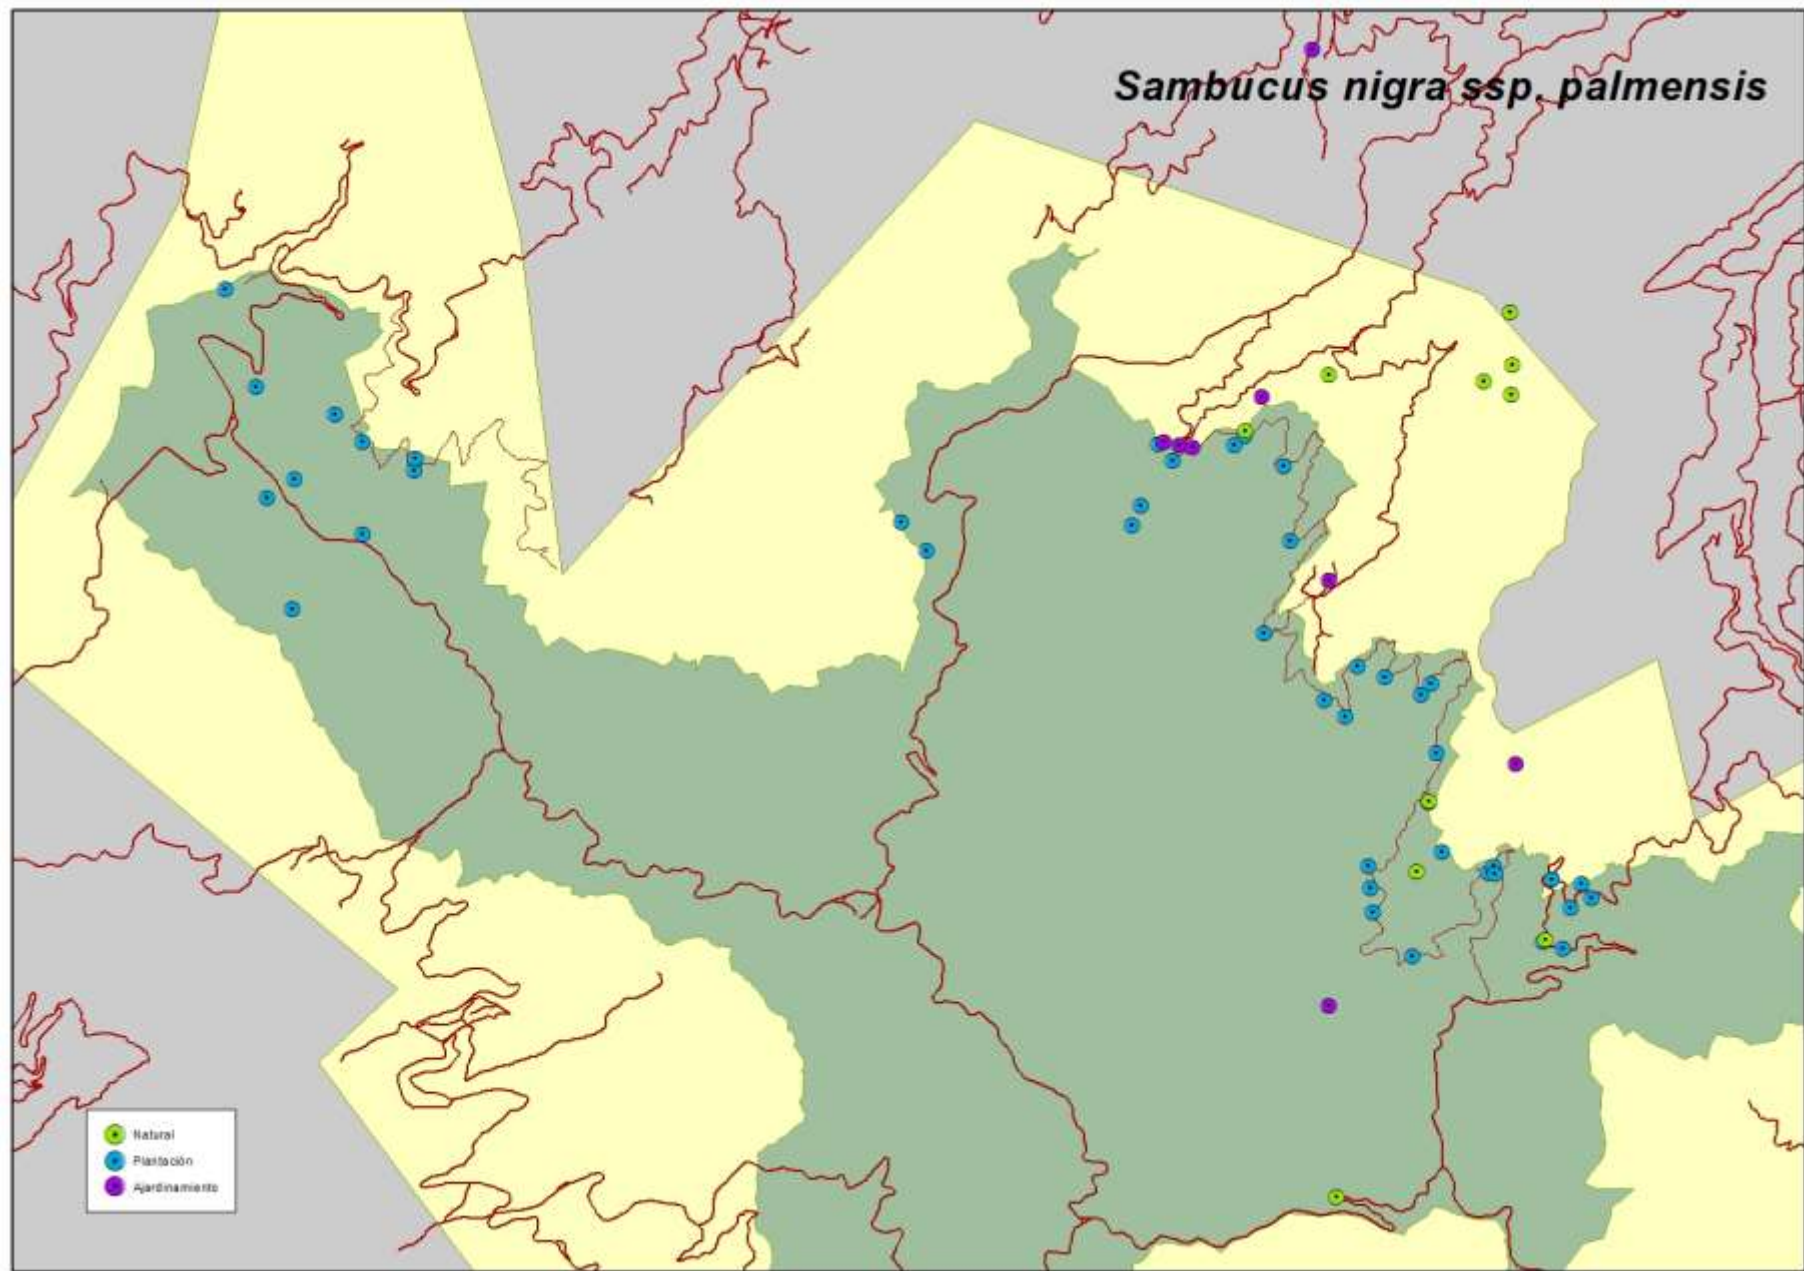 Sambucus nigra ssp. palmensis
Natural
Plantación
Ajardinamiento